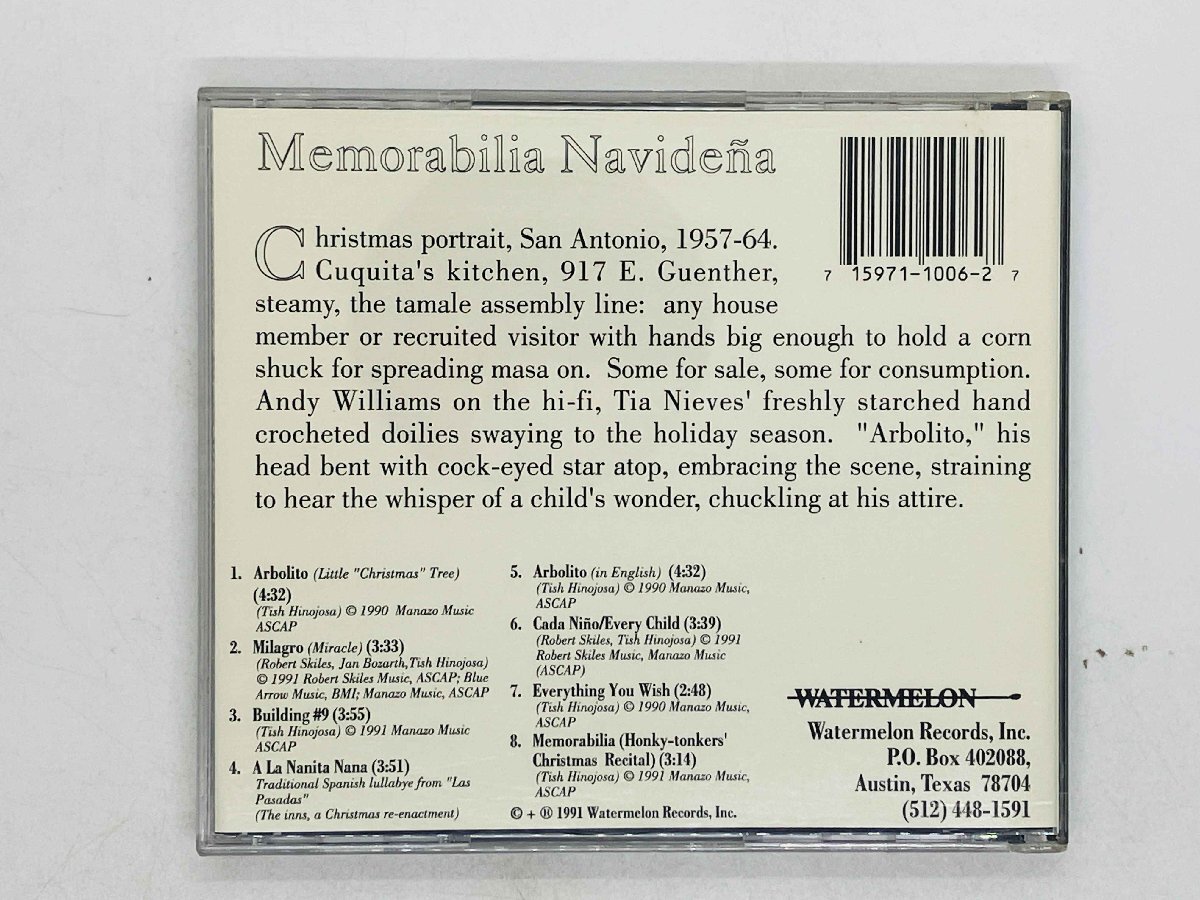 Memorabilia Navideña
7 15971-1006-2 7
Christmas portrait, San Antonio, 1957-64.
Cuquita's kitchen, 917 E. Guenther,
steamy, the tamale assembly line: any house
member or recruited visitor with hands big enough to hold a corn
shuck for spreading masa on. Some for sale, some for consumption.
Andy Williams on the hi-fi, Tia Nieves' freshly starched hand
crocheted doilies swaying to the holiday season. "Arbolito," his
head bent with cock-eyed star atop, embracing the scene, straining
to hear the whisper of a child's wonder, chuckling at his attire.
1. Arbolito (Little "Christmas" Tree)
(4:32)
(Tish Hinojosa) © 1990 Manazo Music
ASCAP
2. Milagro (Miracle) (3:33)
(Robert Skiles, Jan Bozarth,Tish Hinojosa)
© 1991 Robert Skiles Music, ASCAP; Blue
Arrow Music, BMI; Manazo Music, ASCAP
3. Building #9 (3:55)
(Tish Hinojosa) © 1991 Manazo Music
ASCAP
4. A La Nanita Nana (3:51)
Traditional Spanish lullabye from "Las
Pasadas"
(The inns, a Christmas re-enactment)
5. Arbolito (in English) (4:32)
(Tish Hinojosa) © 1990 Manazo Music,
ASCAP
6. Cada Niño/Every Child (3:39)
(Robert Skiles, Tish Hinojosa) © 1991
Robert Skiles Music, Manazo Music
(ASCAP)
7. Everything You Wish (2:48)
(Tish Hinojosa) © 1990 Manazo Music,
ASCAP
8. Memorabilia (Honky-tonkers'
Christmas Recital) (3:14)
(Tish Hinojosa) © 1991 Manazo Music,
ASCAP
© + ® 1991 Watermelon Records, Inc.
WATERMELON
Watermelon Records, Inc.
P.O. Box 402088,
Austin, Texas 78704
(512) 448-1591